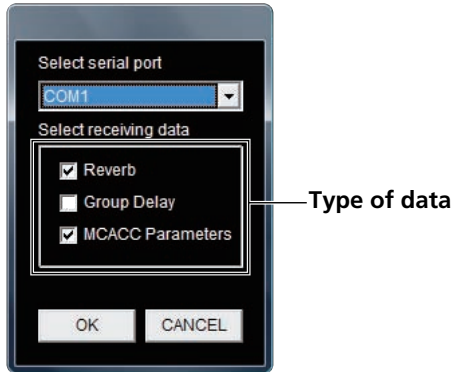 Select serial port
COM1
Select receiving data
Reverb
Group Delay
MCACC Parameters
Type of data
OK CANCEL